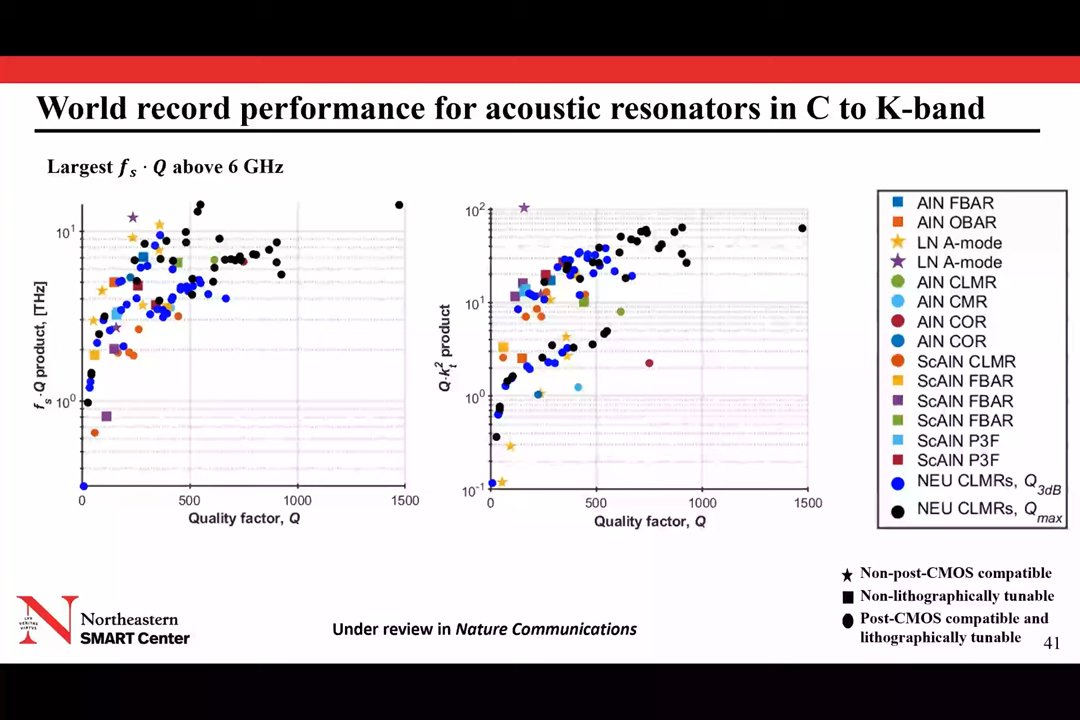 World record performance for acoustic resonators in C to K-band
Largest fₛ · Q above 6 GHz
fₛ·Q product, [THz]
10¹
10⁰
0
500
1000
1500
Quality factor, Q
Q·kₜ² product
10²
10¹
10⁰
10⁻¹
0
500
1000
1500
Quality factor, Q
AlN FBAR
AlN OBAR
LN A-mode
LN A-mode
AlN CLMR
AlN CMR
AlN COR
AlN COR
ScAlN CLMR
ScAlN FBAR
ScAlN FBAR
ScAlN FBAR
ScAlN P3F
ScAlN P3F
NEU CLMRs, Q3dB
NEU CLMRs, Qmax
Non-post-CMOS compatible
Non-lithographically tunable
Post-CMOS compatible and
lithographically tunable
N
Northeastern
SMART Center
Under review in Nature Communications
41